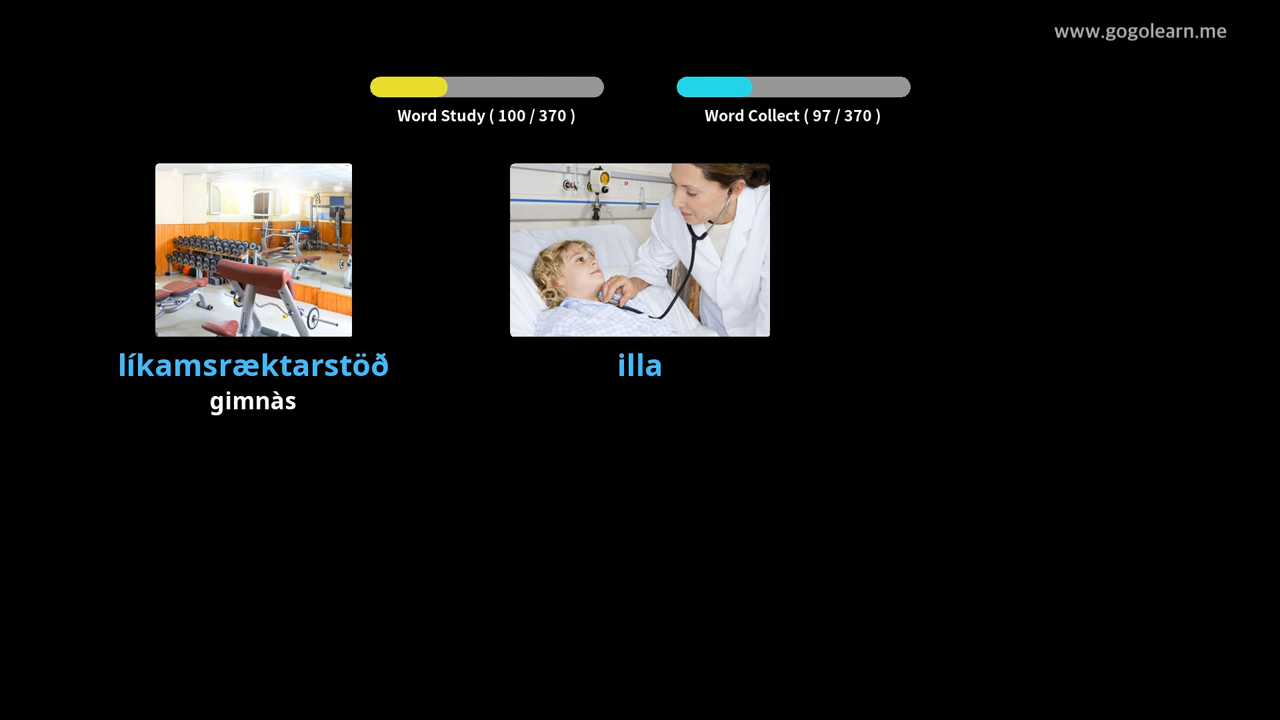 www.gogolearn.me
Word Study ( 100 / 370 )
Word Collect ( 97 / 370 )
líkamsræktarstöð
gimnàs
illa